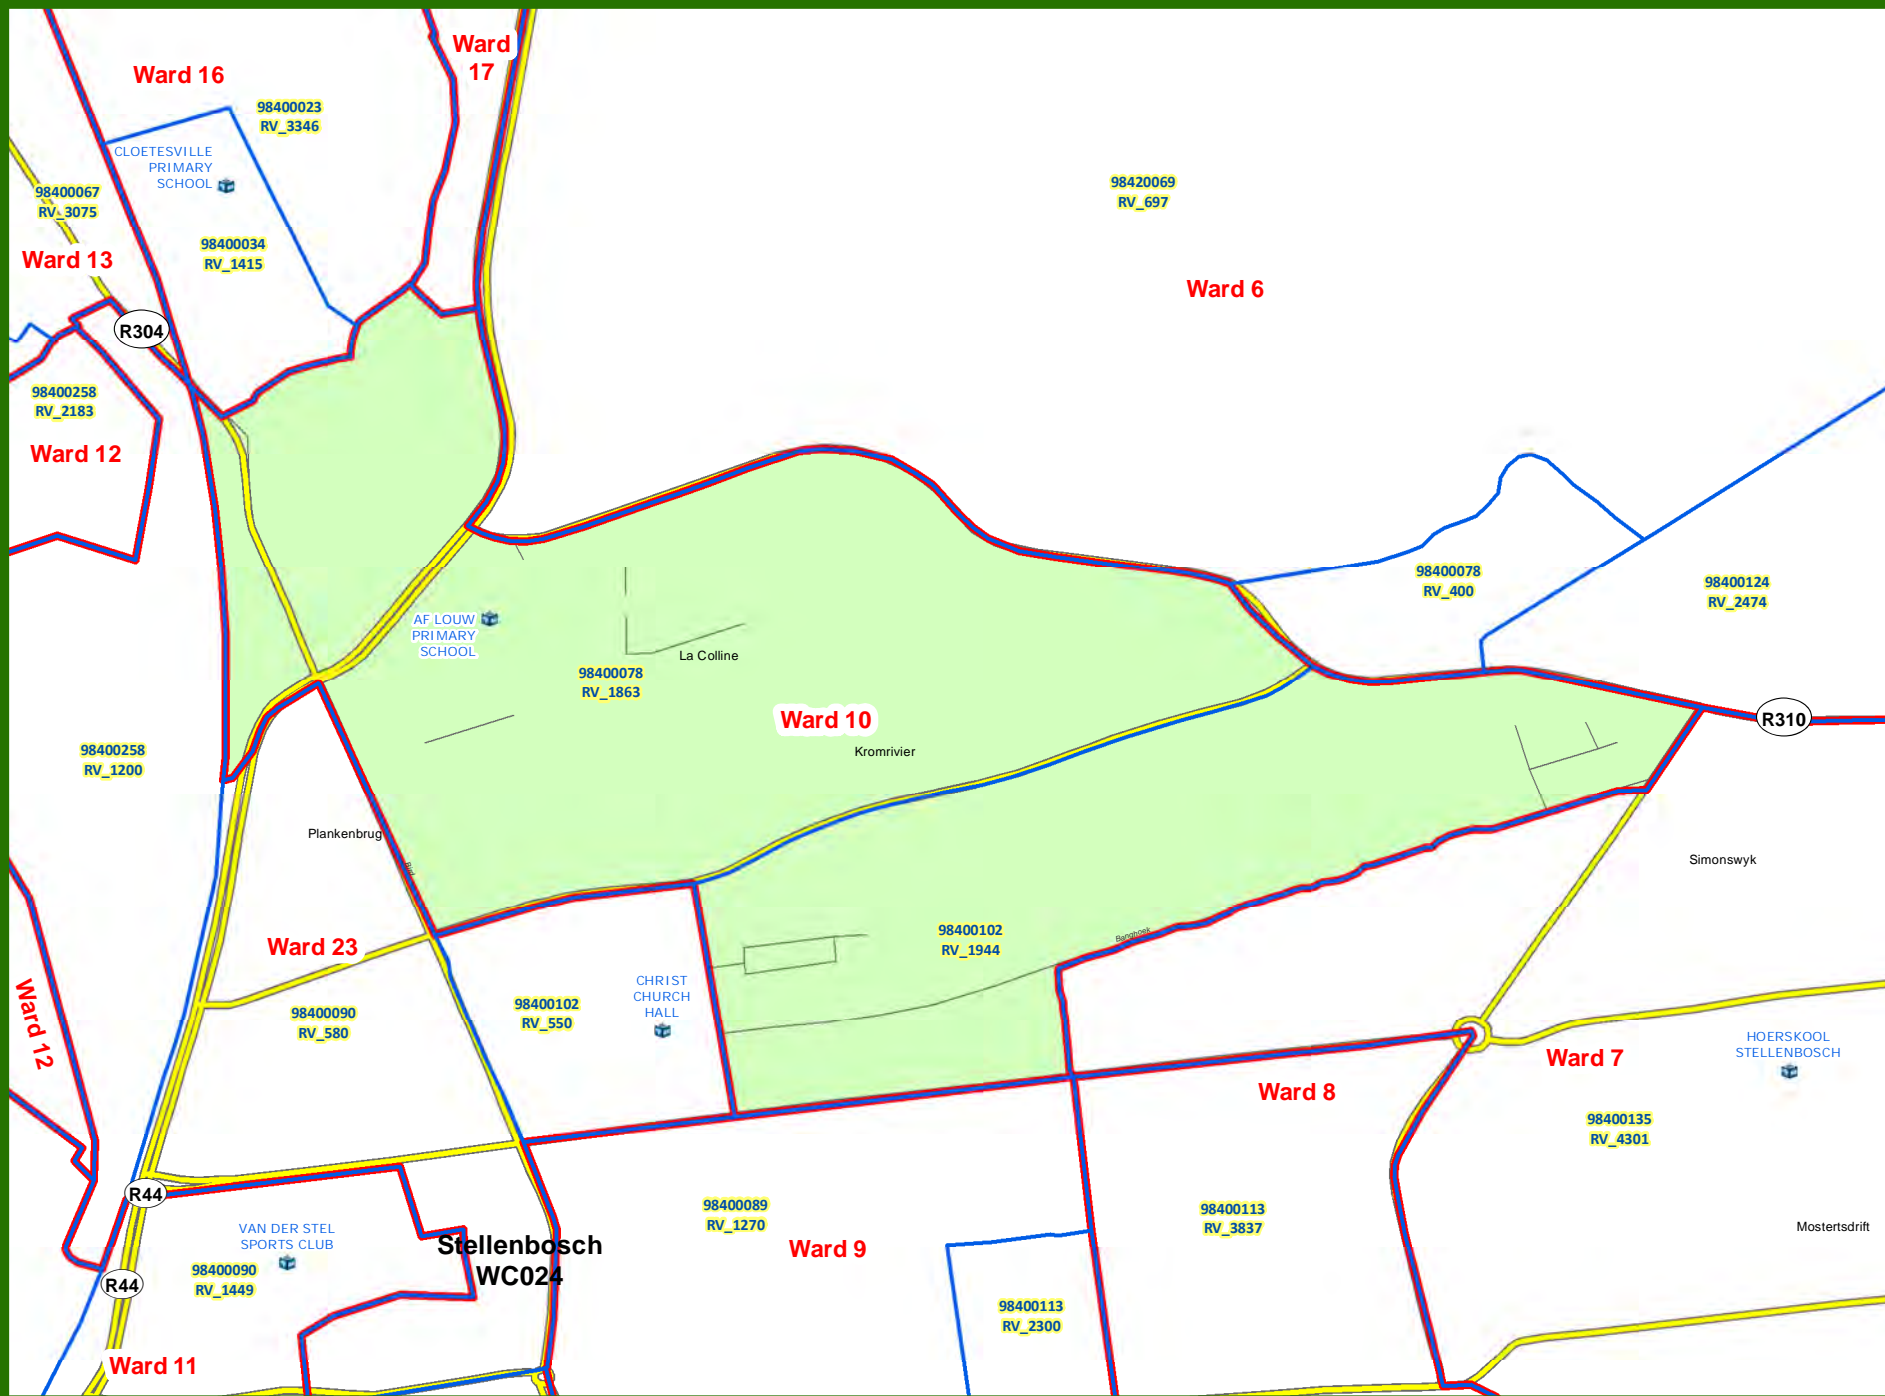 Ward
17
Ward 16
98400023
RV_3346
CLOETESVILLE
PRIMARY
SCHOOL
98400067
RV_3075
98420069
RV_697
98400034
RV_1415
Ward 13
Ward 6
R304
98400258
RV_2183
Ward 12
98400078
RV_400
98400124
RV_2474
AF LOUW
PRIMARY
SCHOOL
La Colline
98400078
RV_1863
Ward 10
R310
Kromrivier
98400258
RV_1200
Plankenbrug
Bird
Simonswyk
98400102
RV_1944
Banghoek
Ward 23
CHRIST
CHURCH
HALL
98400102
RV_550
98400090
RV_580
Ward 12
HOERSKOOL
STELLENBOSCH
Ward 7
Ward 8
98400135
RV_4301
R44
98400089
RV_1270
98400113
RV_3837
Mostertsdrift
VAN DER STEL
SPORTS CLUB
Stellenbosch
WC024
Ward 9
98400090
RV_1449
R44
98400113
RV_2300
Ward 11